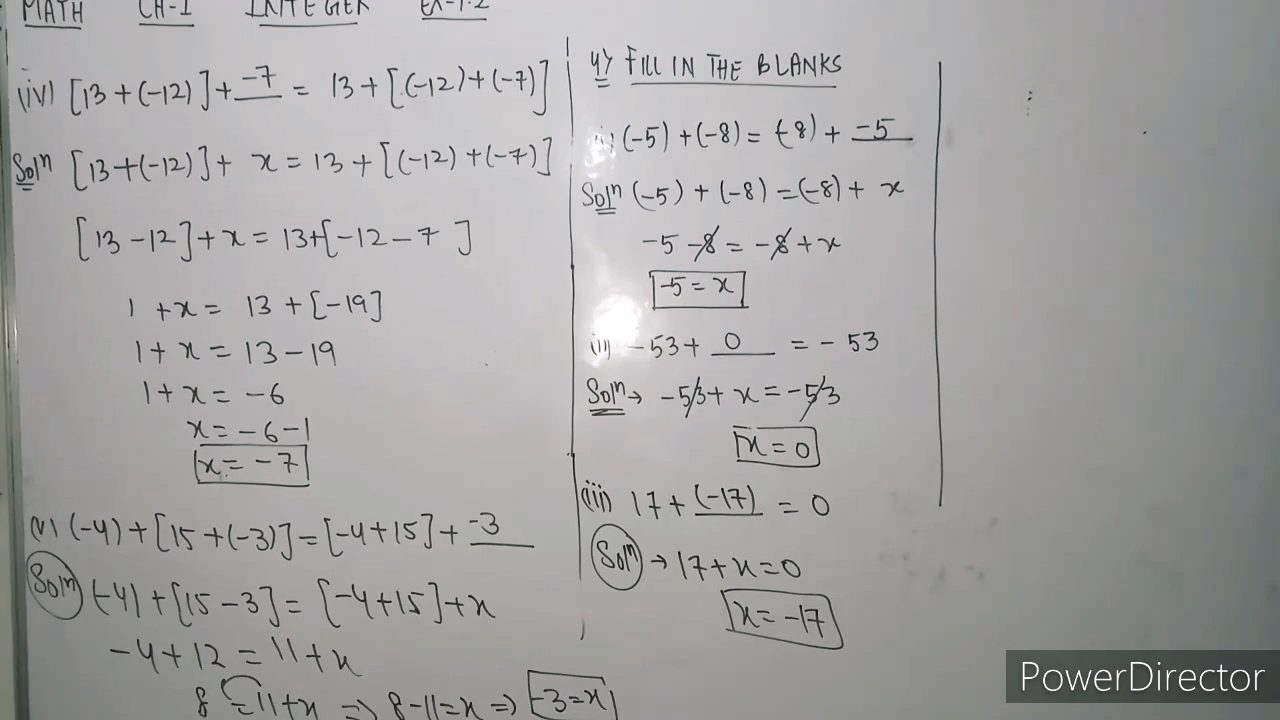 MATH CH-I INTEGER EX-1.2
4) FILL IN THE BLANKS
(i) (-5) + (-8) = (-8) + -5
Solⁿ (-5) + (-8) = (-8) + x
-5 - 8 = -8 + x
-5 = x
(ii) - 53 + 0 = - 53
Solⁿ → -53 + x = -53
x = 0
(iii) 17 + (-17) = 0
Solⁿ → 17 + x = 0
x = -17
(iv) [13 + (-12)] + -7 = 13 + [(-12) + (-7)]
Solⁿ [13 + (-12)] + x = 13 + [(-12) + (-7)]
[13 - 12] + x = 13 + [-12 - 7]
1 + x = 13 + [-19]
1 + x = 13 - 19
1 + x = -6
x = -6 -1
x = -7
(v) (-4) + [15 + (-3)] = [-4 + 15] + -3
Solⁿ (-4) + [15 - 3] = [-4 + 15] + x
-4 + 12 = 11 + x
8 = 11 + x => 8 - 11 = x => -3 = x
PowerDirector